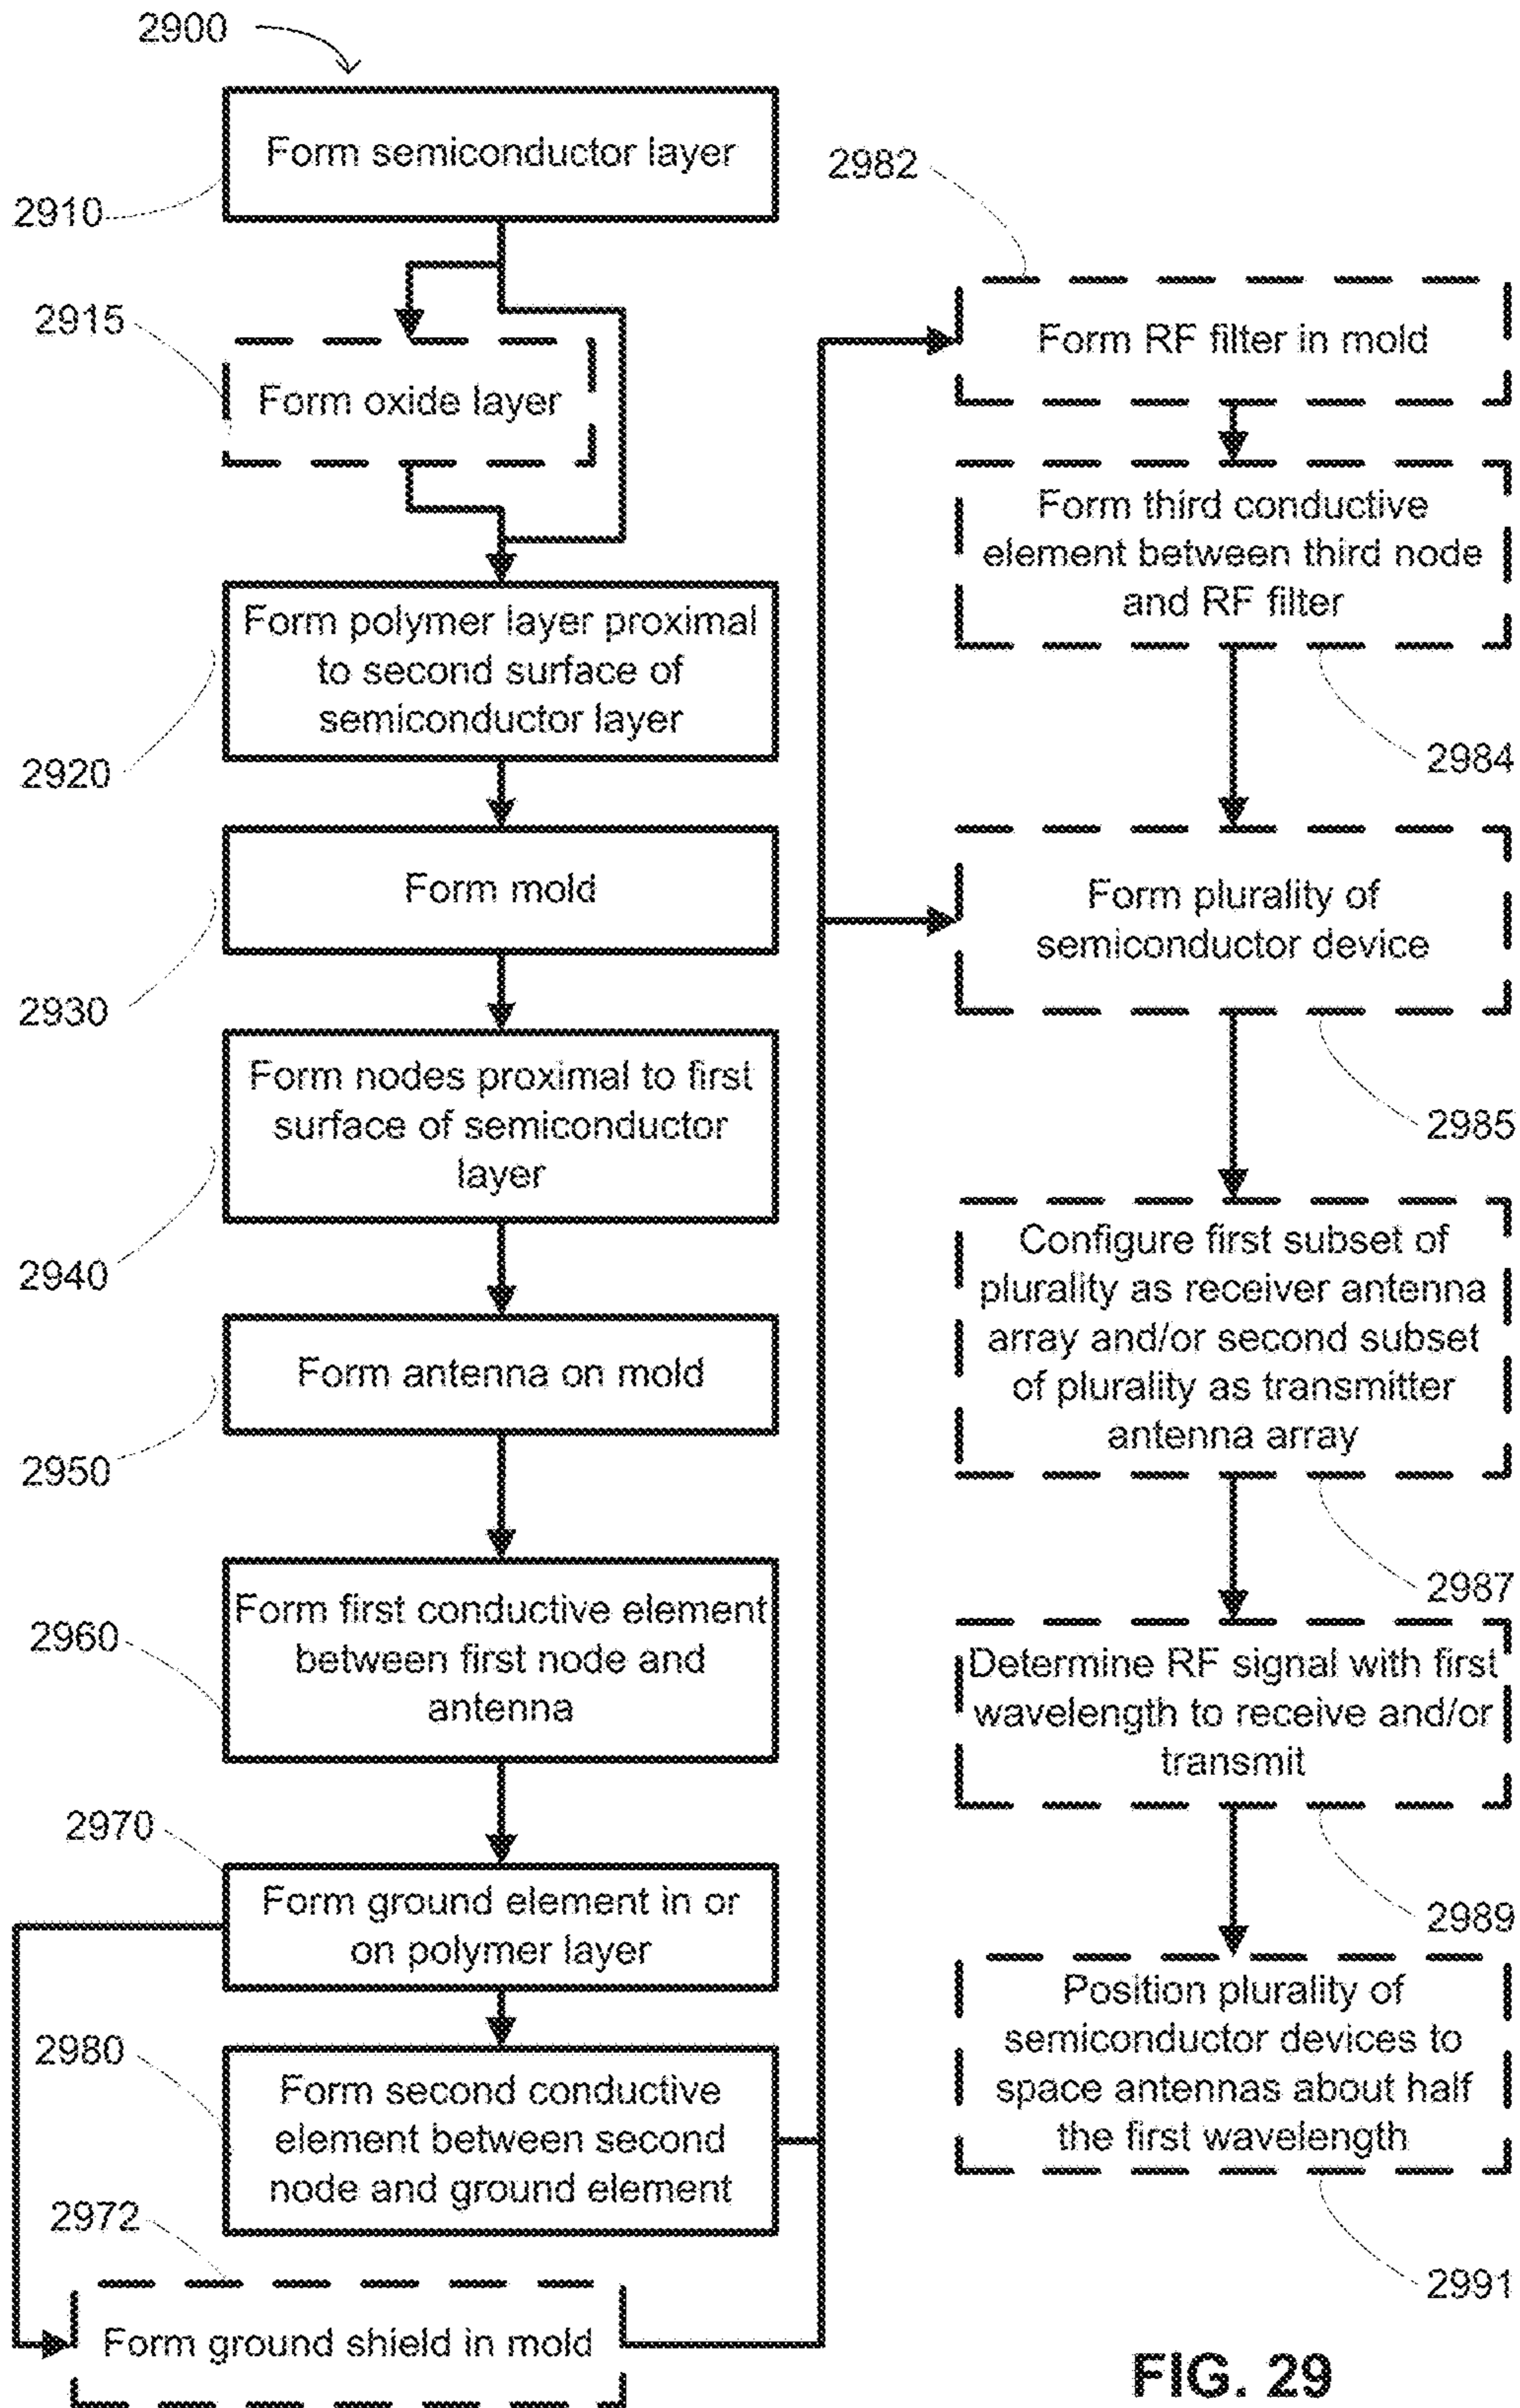 2900
Form semiconductor layer
2910
2915
Form oxide layer
Form polymer layer proximal
to second surface of
semiconductor layer
2920
Form mold
2930
Form nodes proximal to first
surface of semiconductor
layer
2940
Form antenna on mold
2950
Form first conductive element
between first node and
antenna
2960
2970
Form ground element in or
on polymer layer
2980
Form second conductive
element between second
node and ground element
2972
Form ground shield in mold
2982
Form RF filter in mold
Form third conductive
element between third node
and RF filter
2984
Form plurality of
semiconductor device
2985
Configure first subset of
plurality as receiver antenna
array and/or second subset
of plurality as transmitter
antenna array
2987
Determine RF signal with first
wavelength to receive and/or
transmit
2989
Position plurality of
semiconductor devices to
space antennas about half
the first wavelength
2991
FIG. 29